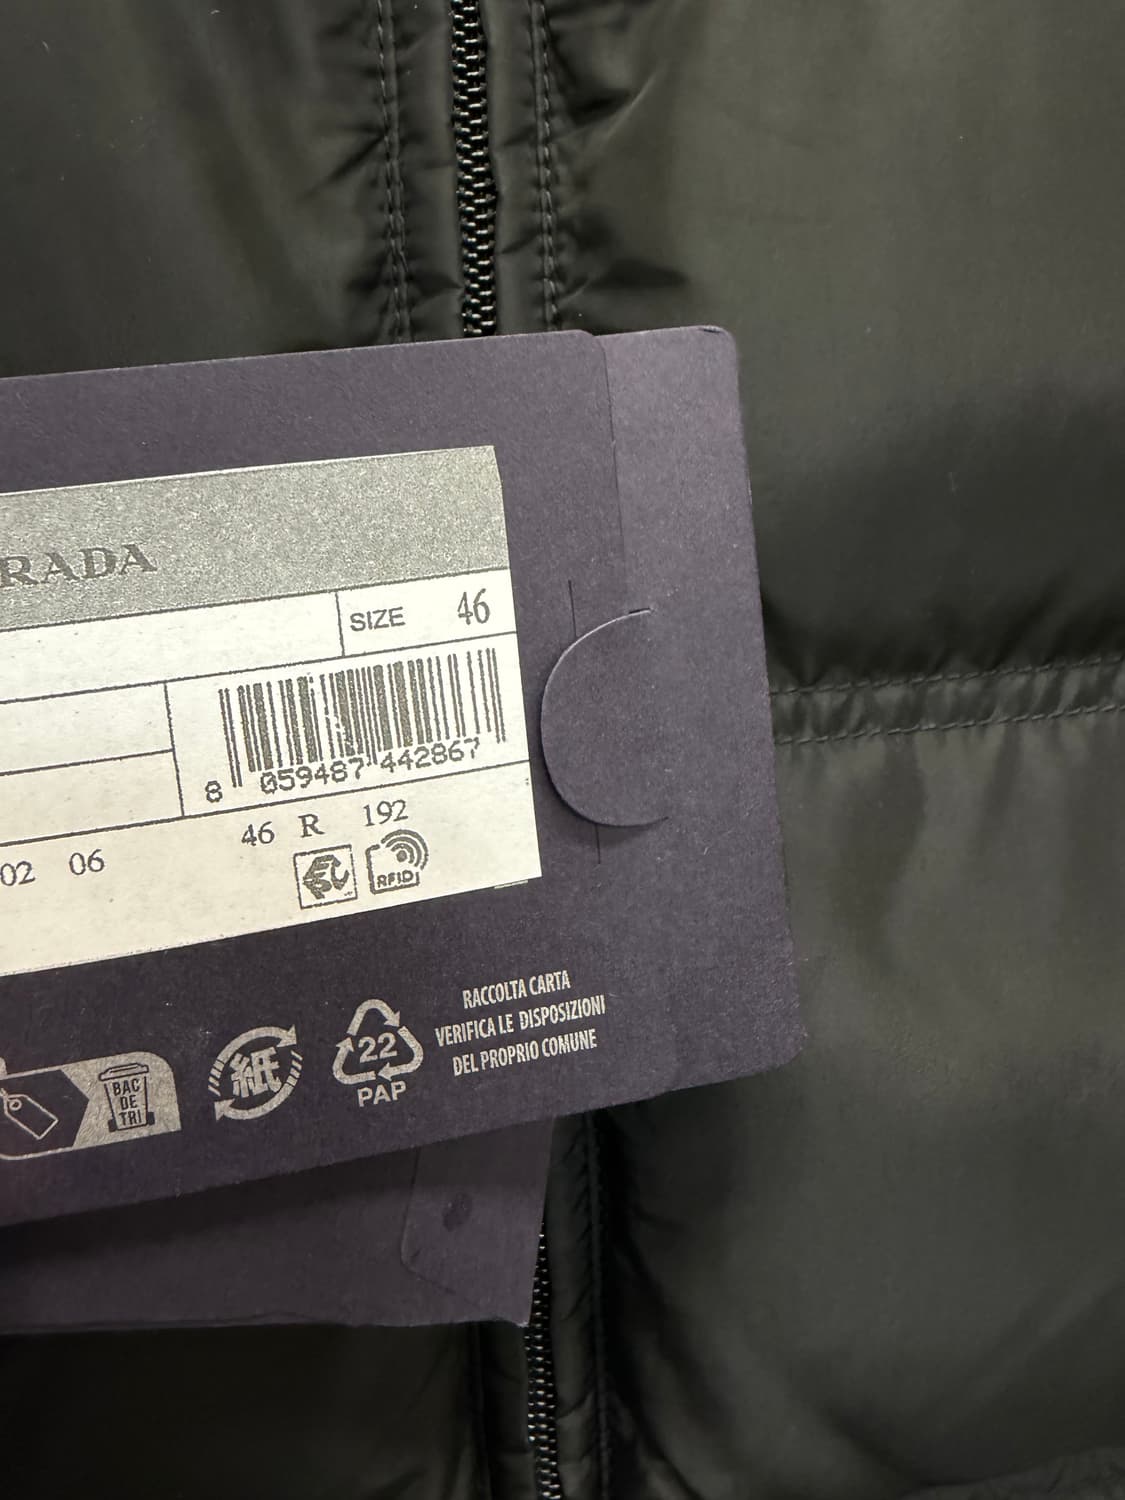 RADA
SIZE 46
8 059487 442867
46 R 192
02 06
RFID
BAC
DE
TRI
紙
22
PAP
RACCOLTA CARTA
VERIFICA LE DISPOSIZIONI
DEL PROPRIO COMUNE